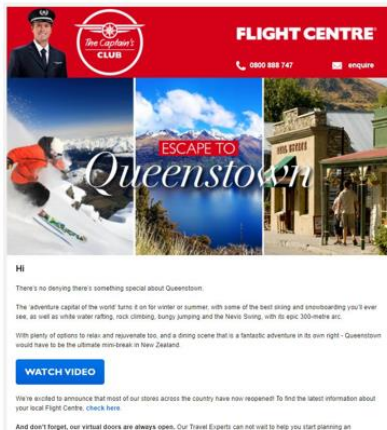 The Captain's
CLUB
FLIGHT CENTRE
0800 888 747
enquire
ESCAPE TO
Queenstown
Hi
There's no denying there's something special about Queenstown.
The 'adventure capital of the world' turns it on for winter or summer, with some of the best skiing and snowboarding you'll ever
see, as well as white water rafting, rock climbing, bungy jumping and the Nevis Swing, with its epic 300-metre arc.
With plenty of options to relax and rejuvenate too, and a dining scene that is a fantastic adventure in its own right - Queenstown
would have to be the ultimate mini-break in New Zealand.
WATCH VIDEO
We're excited to announce that most of our stores across the country have now reopened! To find the latest information about
your local Flight Centre, check here.
And don't forget, our virtual doors are always open. Our Travel Experts can not wait to help you start planning an